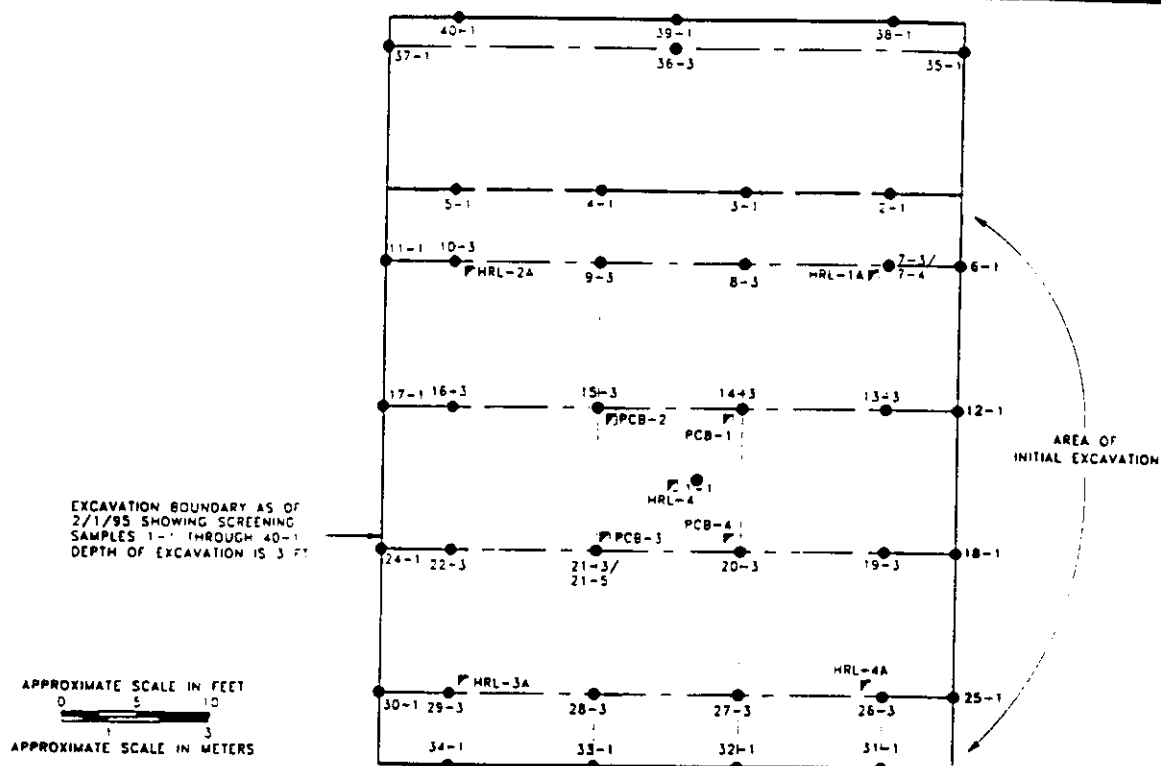 40-1 39-1 38-1
37-1 36-3 35-1
5-1 4-1 3-1 2-1
11-1 10-3 7-3/
HRL-2A 9-3 8-3 HRL-1A 7-4 6-1
17-1 16-3 15-3 14-3 13-3 12-1
PCB-2 PCB-1
AREA OF
INITIAL EXCAVATION
1-1
HRL-4
EXCAVATION BOUNDARY AS OF
2/1/95 SHOWING SCREENING
SAMPLES 1-1 THROUGH 40-1
DEPTH OF EXCAVATION IS 3 FT
PCB-3 PCB-4
24-1 22-3 21-3/ 20-3 19-3 18-1
21-5
HRL-3A HRL-4A
30-1 29-3 28-3 27-3 26-3 25-1
APPROXIMATE SCALE IN FEET
0 5 10
1 3
APPROXIMATE SCALE IN METERS
34-1 33-1 32-1 31-1